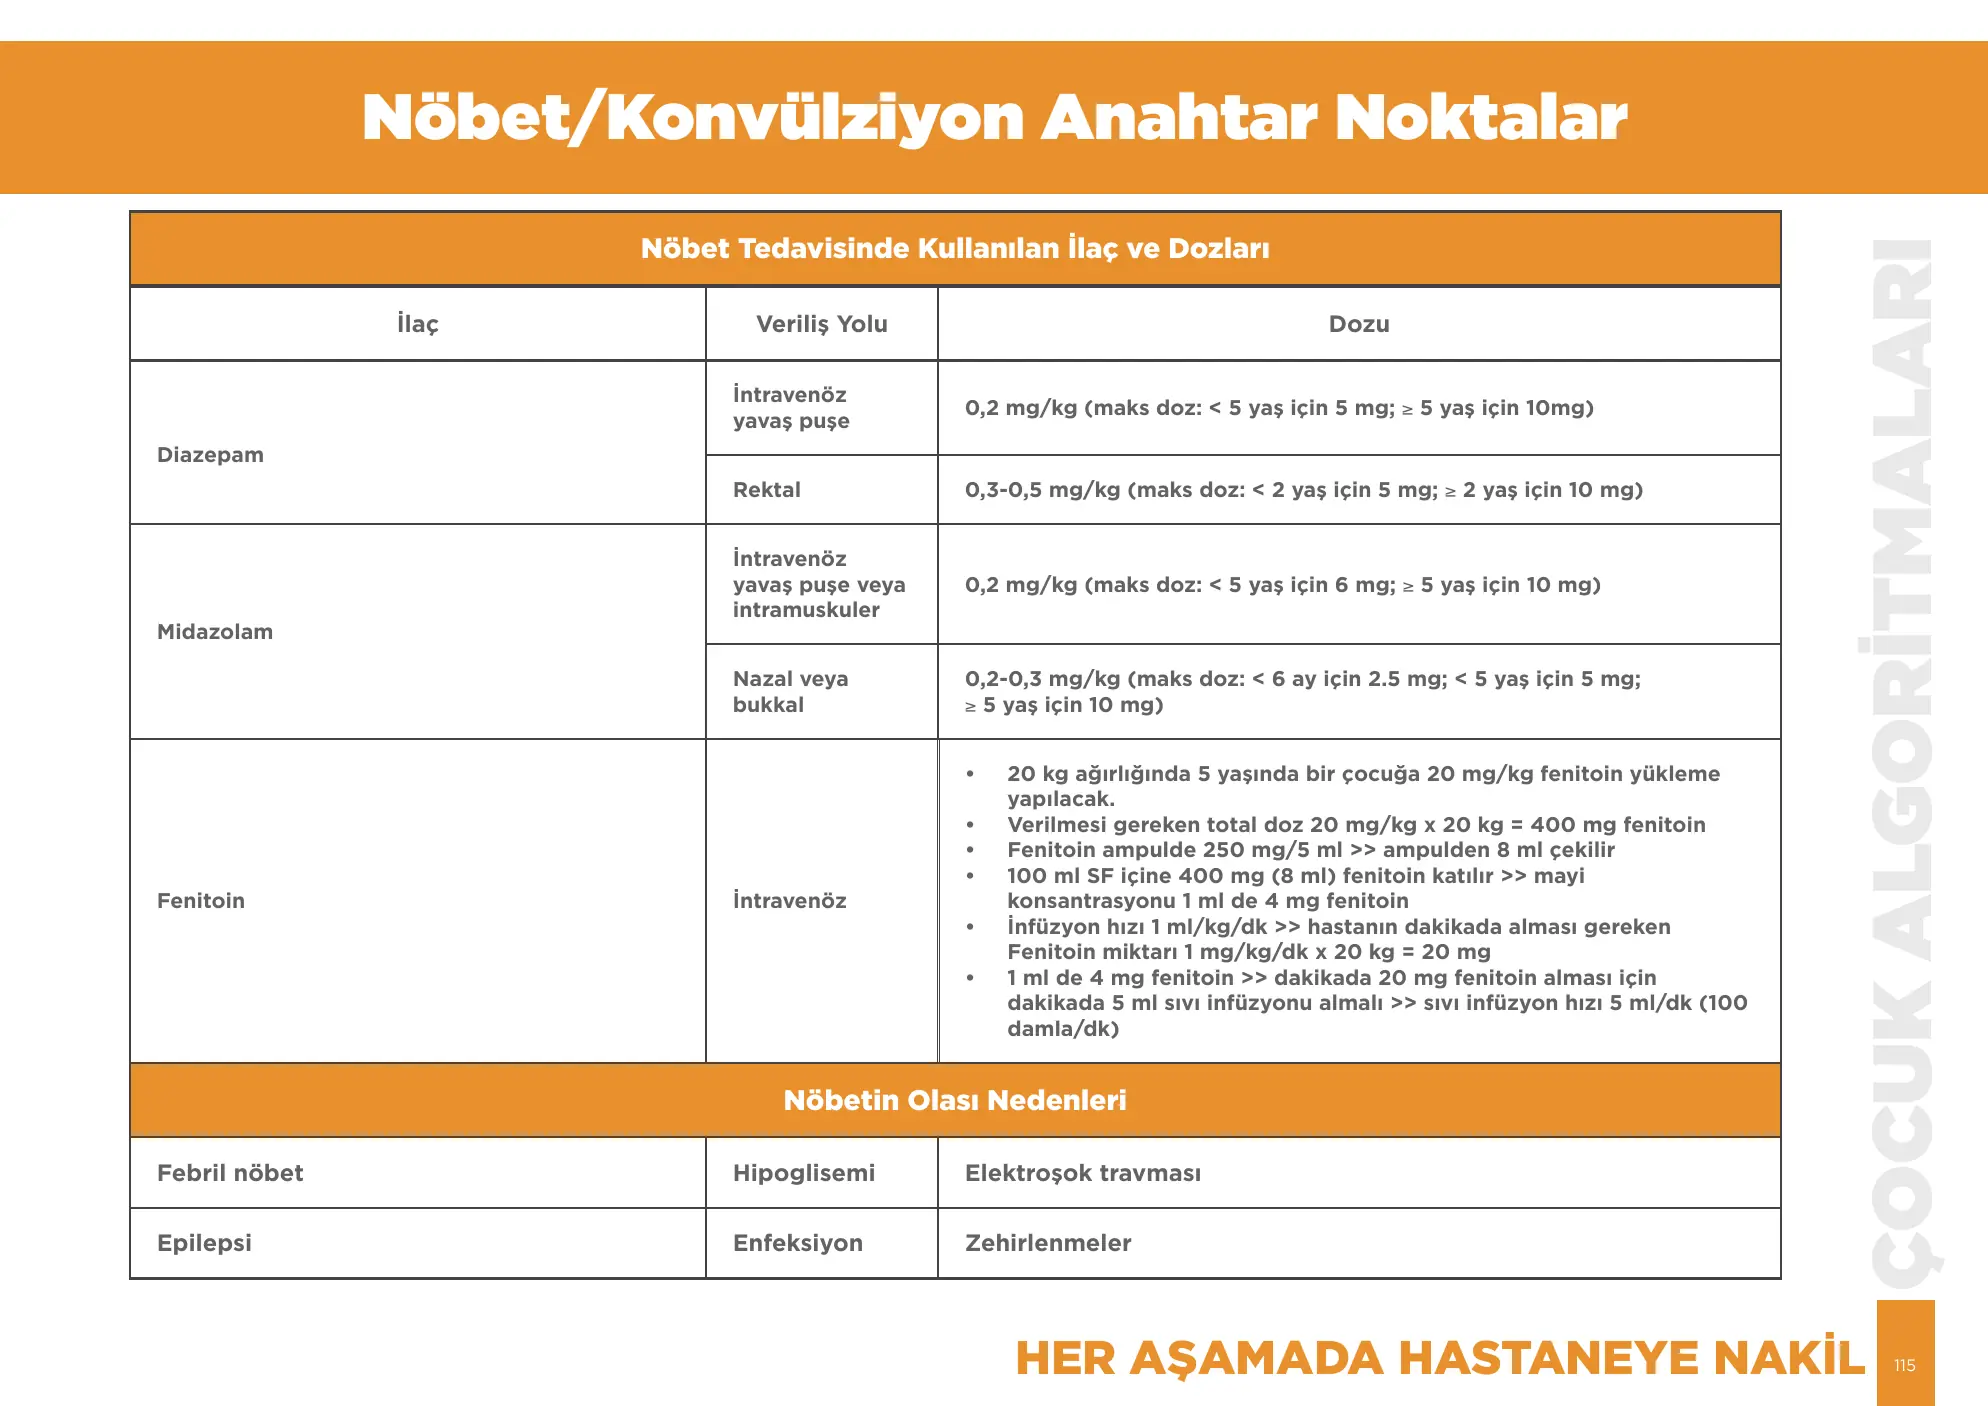 Nöbet/Konvülziyon Anahtar Noktalar
Nöbet Tedavisinde Kullanılan İlaç ve Dozları
İlaç
Veriliş Yolu
Dozu
Diazepam
İntravenöz
yavaş puşe
0,2 mg/kg (maks doz: < 5 yaş için 5 mg; ≥ 5 yaş için 10mg)
Rektal
0,3-0,5 mg/kg (maks doz: < 2 yaş için 5 mg; ≥ 2 yaş için 10 mg)
Midazolam
İntravenöz
yavaş puşe veya
intramuskuler
0,2 mg/kg (maks doz: < 5 yaş için 6 mg; ≥ 5 yaş için 10 mg)
Nazal veya
bukkal
0,2-0,3 mg/kg (maks doz: < 6 ay için 2.5 mg; < 5 yaş için 5 mg;
≥ 5 yaş için 10 mg)
Fenitoin
İntravenöz
• 20 kg ağırlığında 5 yaşında bir çocuğa 20 mg/kg fenitoin yükleme
yapılacak.
• Verilmesi gereken total doz 20 mg/kg x 20 kg = 400 mg fenitoin
• Fenitoin ampulde 250 mg/5 ml >> ampulden 8 ml çekilir
• 100 ml SF içine 400 mg (8 ml) fenitoin katılır >> mayi
konsantrasyonu 1 ml de 4 mg fenitoin
• İnfüzyon hızı 1 ml/kg/dk >> hastanın dakikada alması gereken
Fenitoin miktarı 1 mg/kg/dk x 20 kg = 20 mg
• 1 ml de 4 mg fenitoin >> dakikada 20 mg fenitoin alması için
dakikada 5 ml sıvı infüzyonu almalı >> sıvı infüzyon hızı 5 ml/dk (100
damla/dk)
Nöbetin Olası Nedenleri
Febril nöbet
Hipoglisemi
Elektroşok travması
Epilepsi
Enfeksiyon
Zehirlenmeler
ÇOCUK ALGORİTMALARI
HER AŞAMADA HASTANEYE NAKİL
115